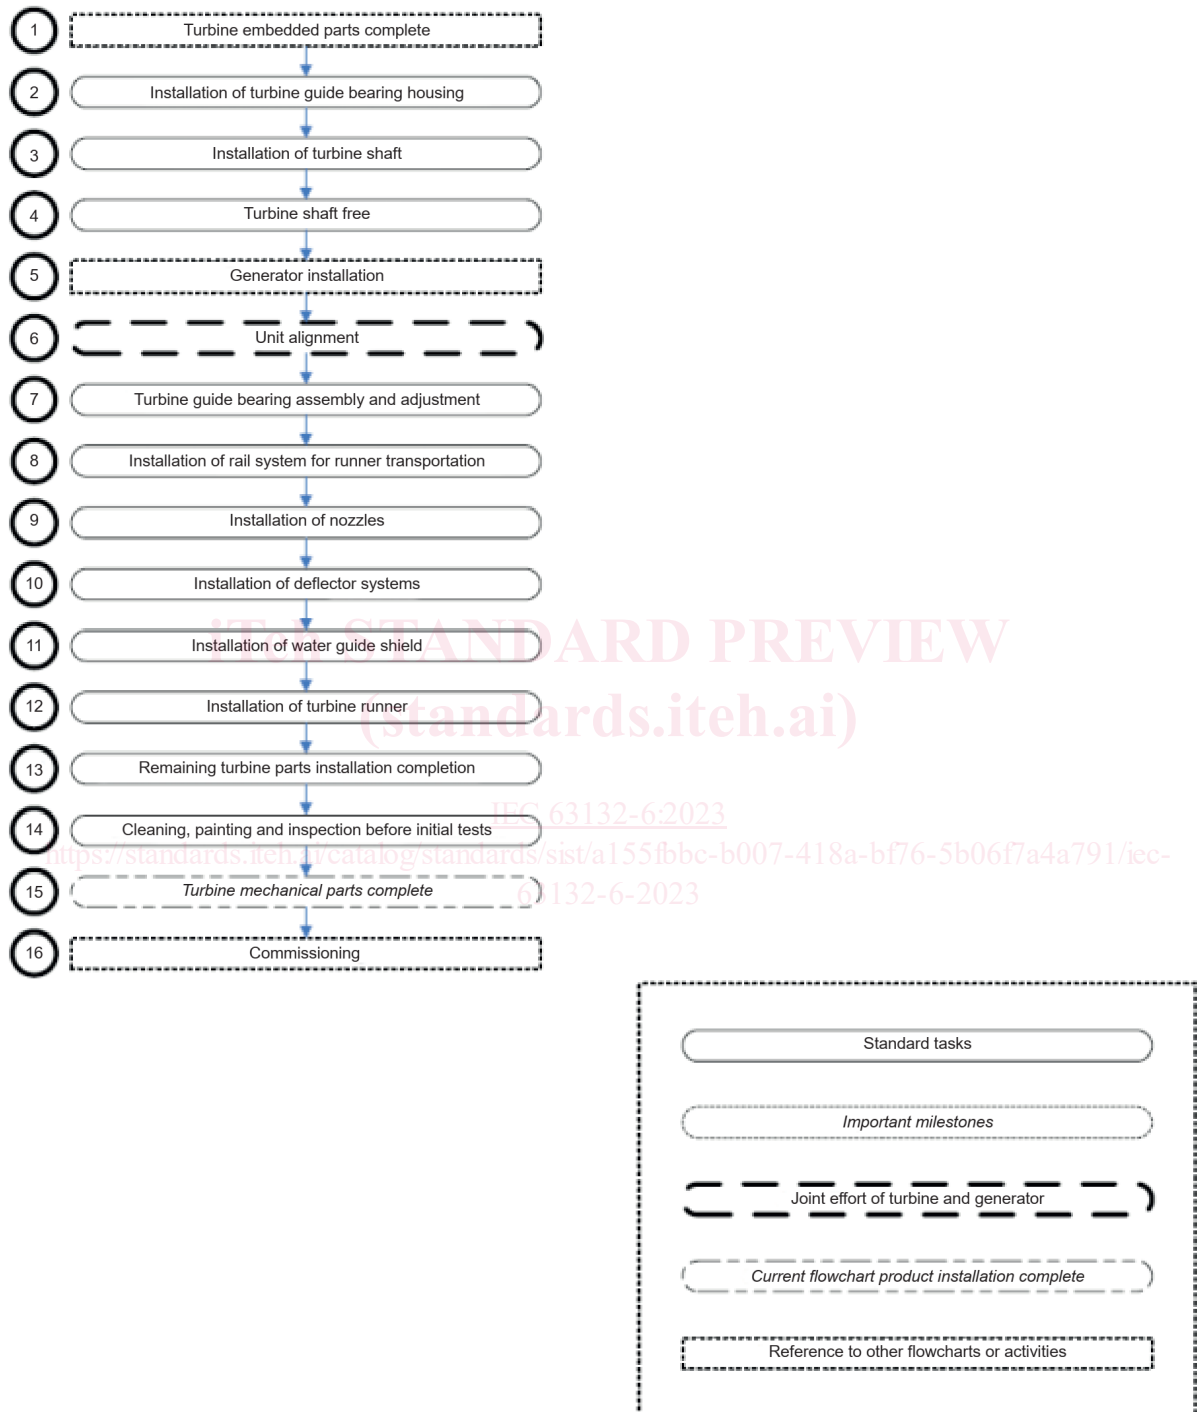 1 Turbine embedded parts complete
2 Installation of turbine guide bearing housing
3 Installation of turbine shaft
4 Turbine shaft free
5 Generator installation
6 Unit alignment
7 Turbine guide bearing assembly and adjustment
8 Installation of rail system for runner transportation
9 Installation of nozzles
10 Installation of deflector systems
11 Installation of water guide shield
iTeh STANDARD PREVIEW
12 Installation of turbine runner
(standards.iteh.ai)
13 Remaining turbine parts installation completion
IEC 63132-6:2023
14 Cleaning, painting and inspection before initial tests
https://standards.iteh.ai/catalog/standards/sist/a155fbbc-b007-418a-bf76-5b06f7a4a791/iec-
15 Turbine mechanical parts complete
63132-6-2023
16 Commissioning
Standard tasks
Important milestones
Joint effort of turbine and generator
Current flowchart product installation complete
Reference to other flowcharts or activities